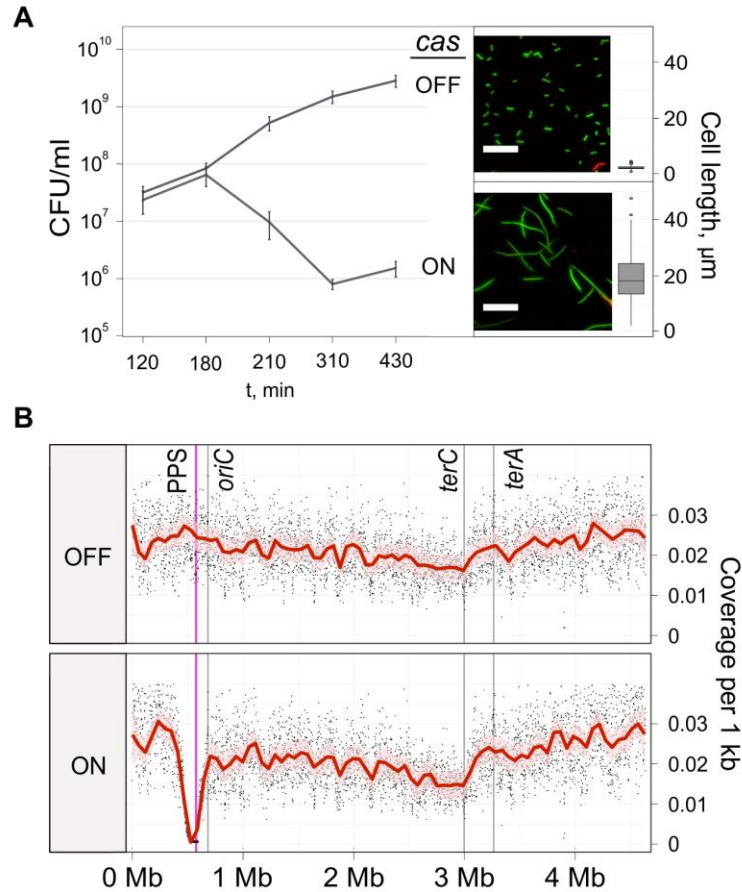 A
10^10
10^9
10^8
10^7
10^6
10^5
CFU/ml
120 180 210 310 430
t, min
cas
OFF
ON
40
20
0
40
20
0
Cell length, µm
B
PPS
oriC
terC
terA
OFF
ON
0.03
0.02
0.01
0
0.03
0.02
0.01
0
Coverage per 1 kb
0 Mb 1 Mb 2 Mb 3 Mb 4 Mb